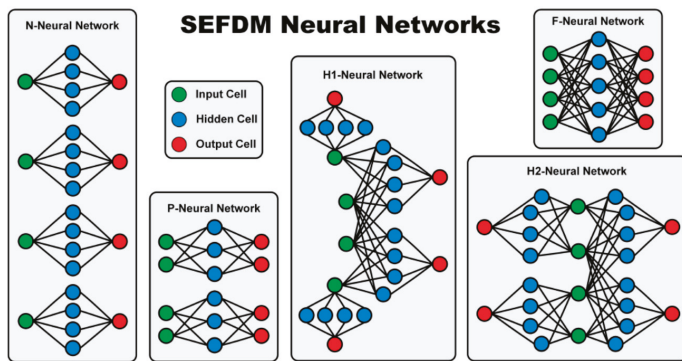 SEFDM Neural Networks
N-Neural Network
Input Cell
Hidden Cell
Output Cell
P-Neural Network
H1-Neural Network
F-Neural Network
H2-Neural Network